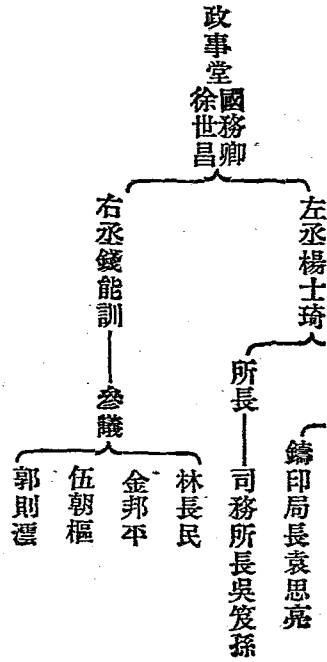 政事堂
國務卿
徐世昌
左丞楊士琦
鑄印局長袁思亮
所長
司務所長吳笈孫
右丞錢能訓
參議
林長民
金邦平
伍朝樞
郭則澐